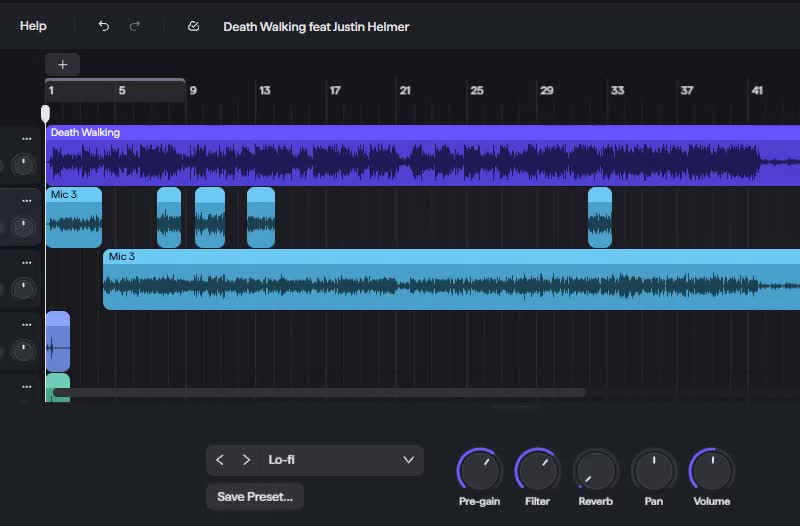 Help
Death Walking feat Justin Helmer
+
1 5 9 13 17 21 25 29 33 37 41
Death Walking
Mic 3
Mic 3
Lo-fi
Save Preset...
Pre-gain Filter Reverb Pan Volume